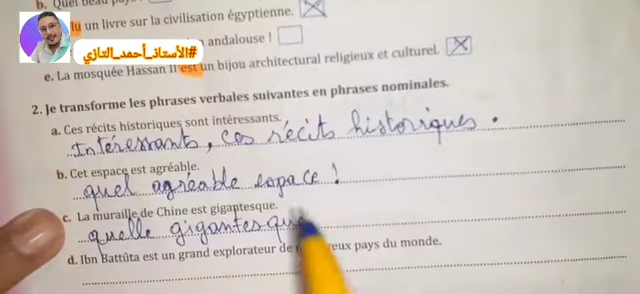 b. Quel beau pays !
lu un livre sur la civilisation égyptienne.
andalouse !
#الأستاذ_أحمد_التازي
e. La mosquée Hassan II est un bijou architectural religieux et culturel.
2. Je transforme les phrases verbales suivantes en phrases nominales.
a. Ces récits historiques sont intéressants.
Intéressants, ces récits historiques.
b. Cet espace est agréable.
quel agréable espace !
c. La muraille de Chine est gigantesque.
quelle gigantesque
d. Ibn Battûta est un grand explorateur de pays du monde.